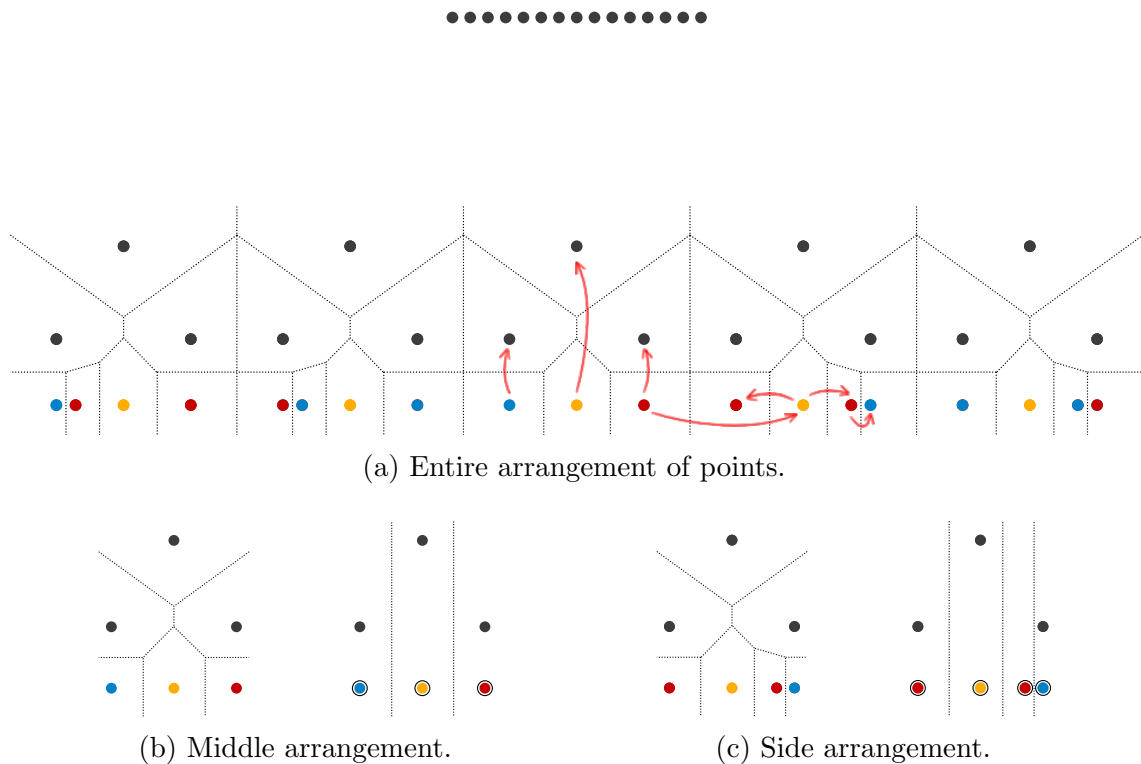 (a) Entire arrangement of points.
(b) Middle arrangement.
(c) Side arrangement.